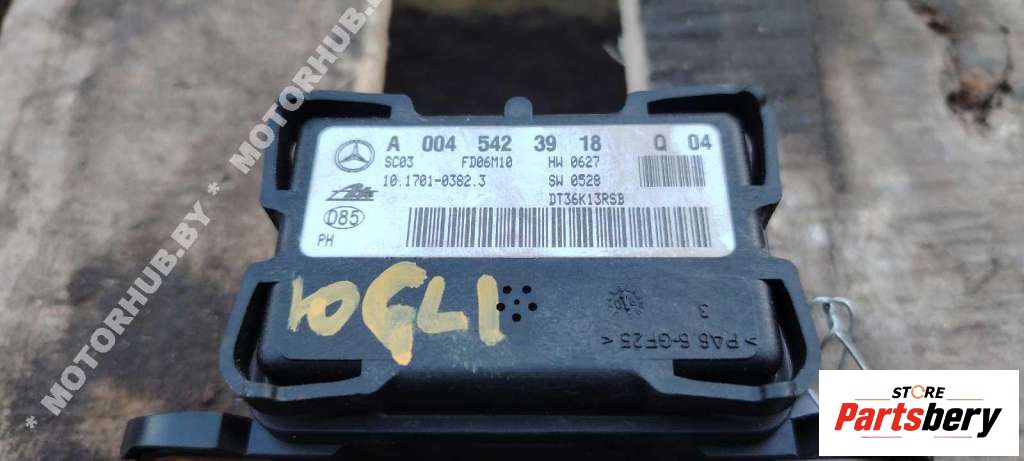 A 004 542 39 18 Q 04
SC03 FD06M10 HW 0627
10.1701-0382.3 SW 0528
Ate DT36K13RSB
D85
PH
3
> PA6 6-GF25 <
* MOTORHUB.BY * MOTORHUB.BY
STORE
Partsbery